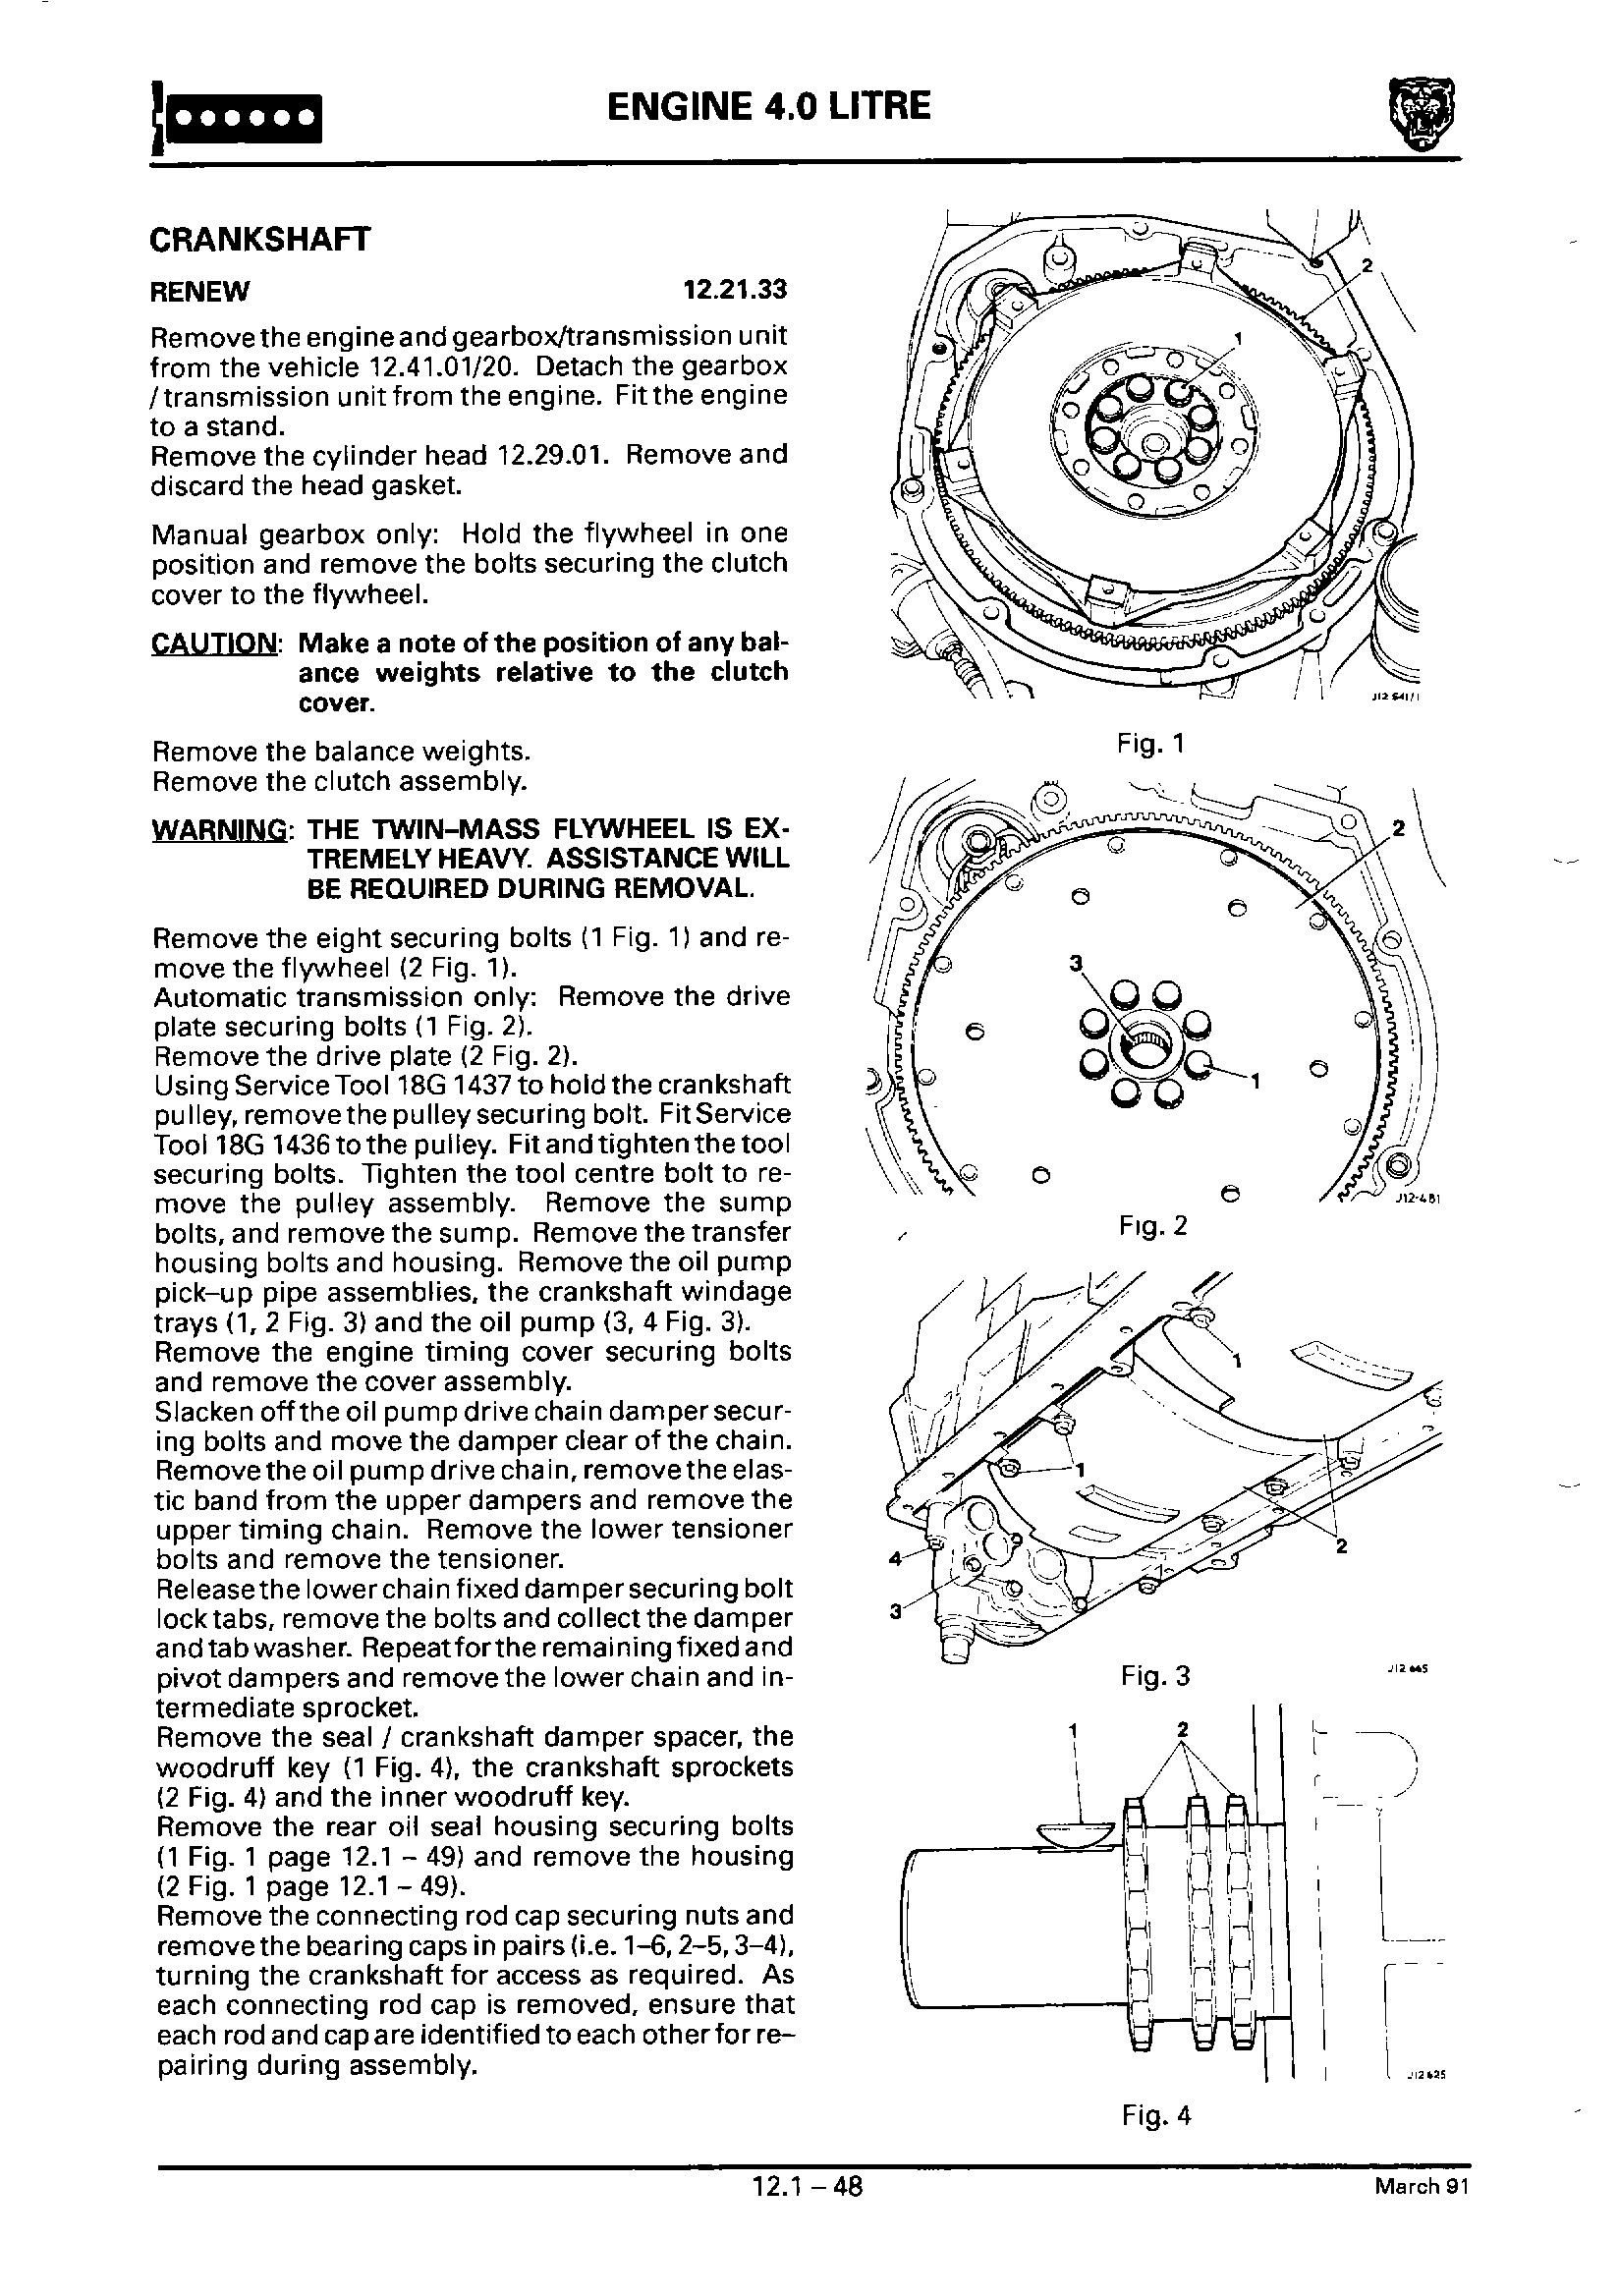 ENGINE 4.0 LITRE
CRANKSHAFT
RENEW 12.21.33
Remove the engine and gearbox/transmission unit
from the vehicle 12.41.01/20. Detach the gearbox
/transmission unit from the engine. Fit the engine
to a stand.
Remove the cylinder head 12.29.01. Remove and
discard the head gasket.
Manual gearbox only: Hold the flywheel in one
position and remove the bolts securing the clutch
cover to the flywheel.
CAUTION: Make a note of the position of any bal-
ance weights relative to the clutch
cover.
Remove the balance weights.
Remove the clutch assembly.
WARNING: THE TWIN-MASS FLYWHEEL IS EX-
TREMELY HEAVY. ASSISTANCE WILL
BE REQUIRED DURING REMOVAL.
Remove the eight securing bolts (1 Fig. 1) and re-
move the flywheel (2 Fig. 1).
Automatic transmission only: Remove the drive
plate securing bolts (1 Fig. 2).
Remove the drive plate (2 Fig. 2).
Using Service Tool 18G 1437 to hold the crankshaft
pulley, remove the pulley securing bolt. Fit Service
Tool 18G 1436 to the pulley. Fit and tighten the tool
securing bolts. Tighten the tool centre bolt to re-
move the pulley assembly. Remove the sump
bolts, and remove the sump. Remove the transfer
housing bolts and housing. Remove the oil pump
pick-up pipe assemblies, the crankshaft windage
trays (1, 2 Fig. 3) and the oil pump (3, 4 Fig. 3).
Remove the engine timing cover securing bolts
and remove the cover assembly.
Slacken off the oil pump drive chain damper secur-
ing bolts and move the damper clear of the chain.
Remove the oil pump drive chain, remove the elas-
tic band from the upper dampers and remove the
upper timing chain. Remove the lower tensioner
bolts and remove the tensioner.
Release the lower chain fixed damper securing bolt
lock tabs, remove the bolts and collect the damper
and tab washer. Repeat for the remaining fixed and
pivot dampers and remove the lower chain and in-
termediate sprocket.
Remove the seal / crankshaft damper spacer, the
woodruff key (1 Fig. 4), the crankshaft sprockets
(2 Fig. 4) and the inner woodruff key.
Remove the rear oil seal housing securing bolts
(1 Fig. 1 page 12.1 - 49) and remove the housing
(2 Fig. 1 page 12.1 - 49).
Remove the connecting rod cap securing nuts and
remove the bearing caps in pairs (i.e. 1-6, 2-5, 3-4),
turning the crankshaft for access as required. As
each connecting rod cap is removed, ensure that
each rod and cap are identified to each other for re-
pairing during assembly.
2
1
J12 641/1
Fig. 1
2
3
1
J12-481
Fig. 2
1
1
2
4
3
Fig. 3
J12 645
1 2
J12 625
Fig. 4
12.1 - 48
March 91